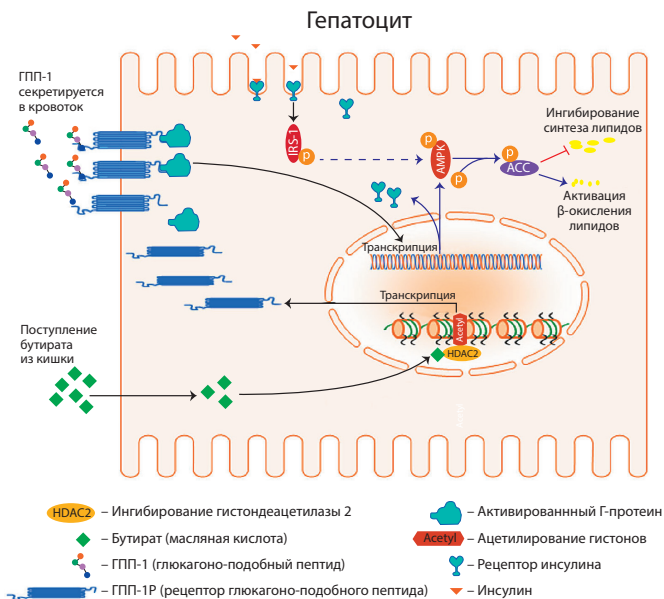 Гепатоцит
ГПП-1
секретируется
в кровоток
IRS-1
p
p
AMPK
p
p
ACC
Ингибирование
синтеза липидов
Активация
β-окисления
липидов
Транскрипция
Транскрипция
Acetyl
HDAC2
Acetyl
Поступление
бутирата
из кишки
HDAC2 – Ингибирование гистондеацетилазы 2
– Бутират (масляная кислота)
– ГПП-1 (глюкагоно-подобный пептид)
– ГПП-1Р (рецептор глюкагоно-подобного пептида)
– Активированнный Г-протеин
Acetyl – Ацетилирование гистонов
– Рецептор инсулина
– Инсулин